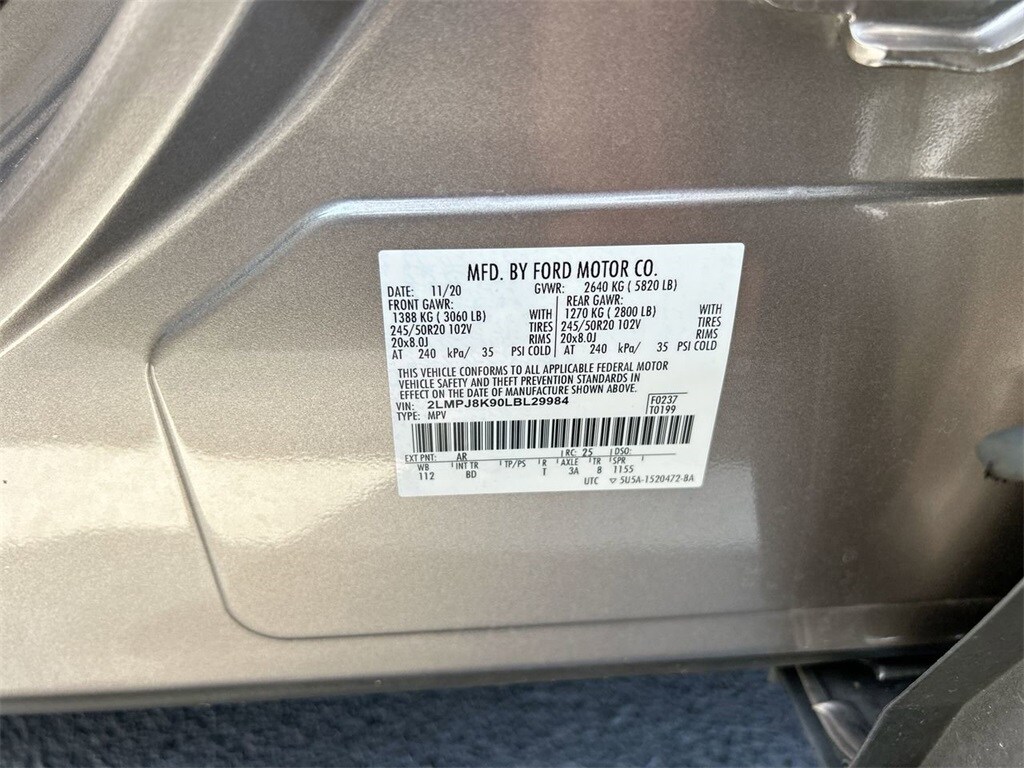 MFD. BY FORD MOTOR CO.
DATE: 11/20 GVWR: 2640 KG ( 5820 LB)
FRONT GAWR: REAR GAWR:
1388 KG ( 3060 LB) WITH 1270 KG ( 2800 LB) WITH
245/50R20 102V TIRES 245/50R20 102V TIRES
20x8.0J RIMS 20x8.0J RIMS
AT 240 kPa/ 35 PSI COLD AT 240 kPa/ 35 PSI COLD
THIS VEHICLE CONFORMS TO ALL APPLICABLE FEDERAL MOTOR
VEHICLE SAFETY AND THEFT PREVENTION STANDARDS IN
EFFECT ON THE DATE OF MANUFACTURE SHOWN ABOVE.
VIN: 2LMPJ8K90LBL29984 F0237
TYPE: MPV T0199
EXT PNT: AR RC: 25 DSO:
WB INT TR TP/PS R AXLE TR SPR
112 BD T 3A 8 1155
UTC ▽ 5U5A-1520472-BA